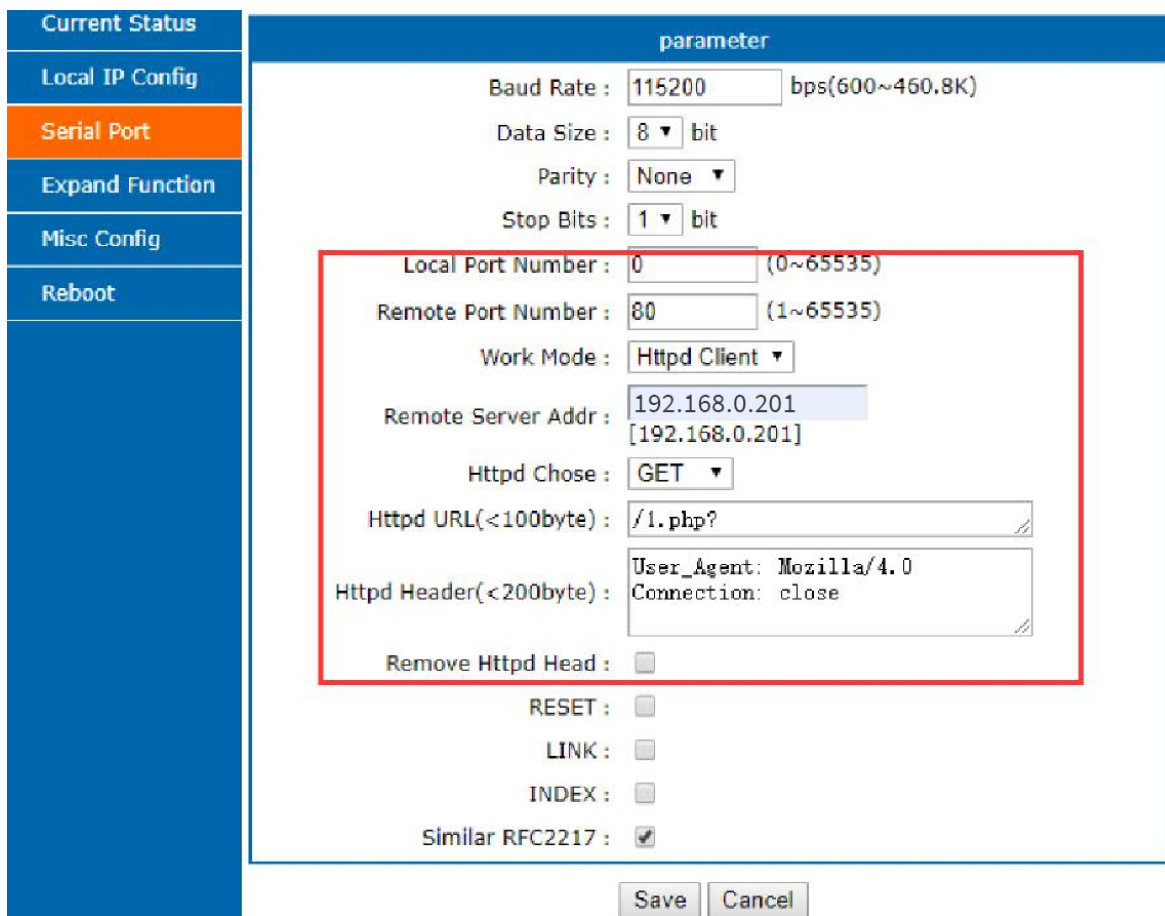 Current Status
Local IP Config
Serial Port
Expand Function
Misc Config
Reboot
parameter
Baud Rate : 115200 bps(600~460.8K)
Data Size : 8 bit
Parity : None
Stop Bits : 1 bit
Local Port Number : 0 (0~65535)
Remote Port Number : 80 (1~65535)
Work Mode : Httpd Client
Remote Server Addr : 192.168.0.201
[192.168.0.201]
Httpd Chose : GET
Httpd URL(<100byte) : /1.php?
Httpd Header(<200byte) : User_Agent: Mozilla/4.0
Connection: close
Remove Httpd Head :
RESET :
LINK :
INDEX :
Similar RFC2217 :
Save Cancel